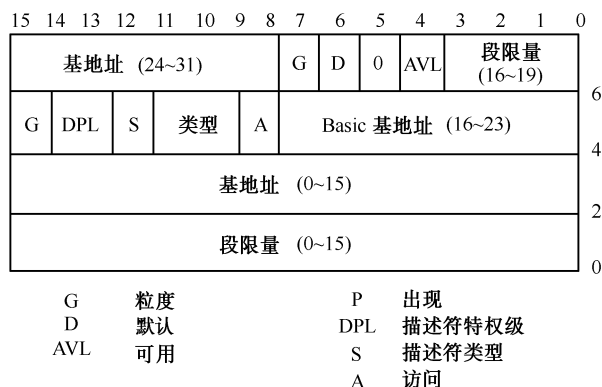 15 14 13 12 11 10 9 8 7 6 5 4 3 2 1 0
基地址 (24~31) G D 0 AVL 段限量
(16~19)
6
G DPL S 类型 A Basic 基地址 (16~23)
4
基地址 (0~15)
2
段限量 (0~15)
0
G 粒度 P 出现
D 默认 DPL 描述符特权级
AVL 可用 S 描述符类型
A 访问